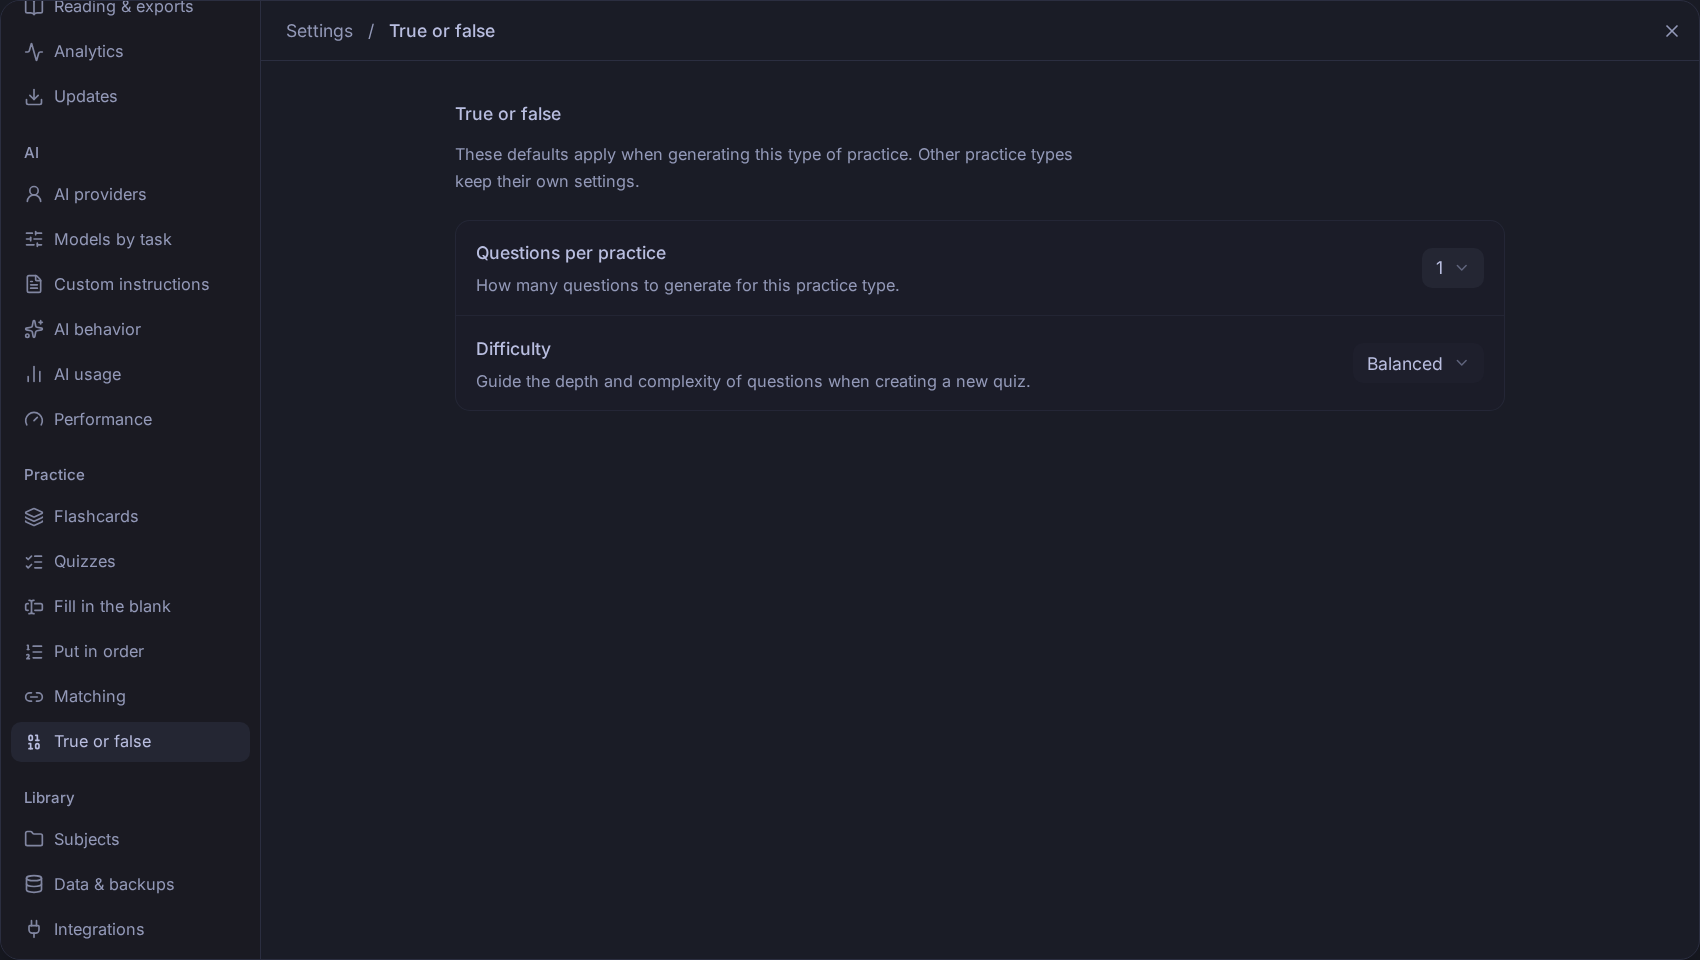 Reading & exports
Analytics
Updates
AI
AI providers
Models by task
Custom instructions
AI behavior
AI usage
Performance
Practice
Flashcards
Quizzes
Fill in the blank
Put in order
Matching
True or false
Library
Subjects
Data & backups
Integrations
Settings / True or false
True or false
These defaults apply when generating this type of practice. Other practice types
keep their own settings.
Questions per practice
How many questions to generate for this practice type.
1
Difficulty
Guide the depth and complexity of questions when creating a new quiz.
Balanced